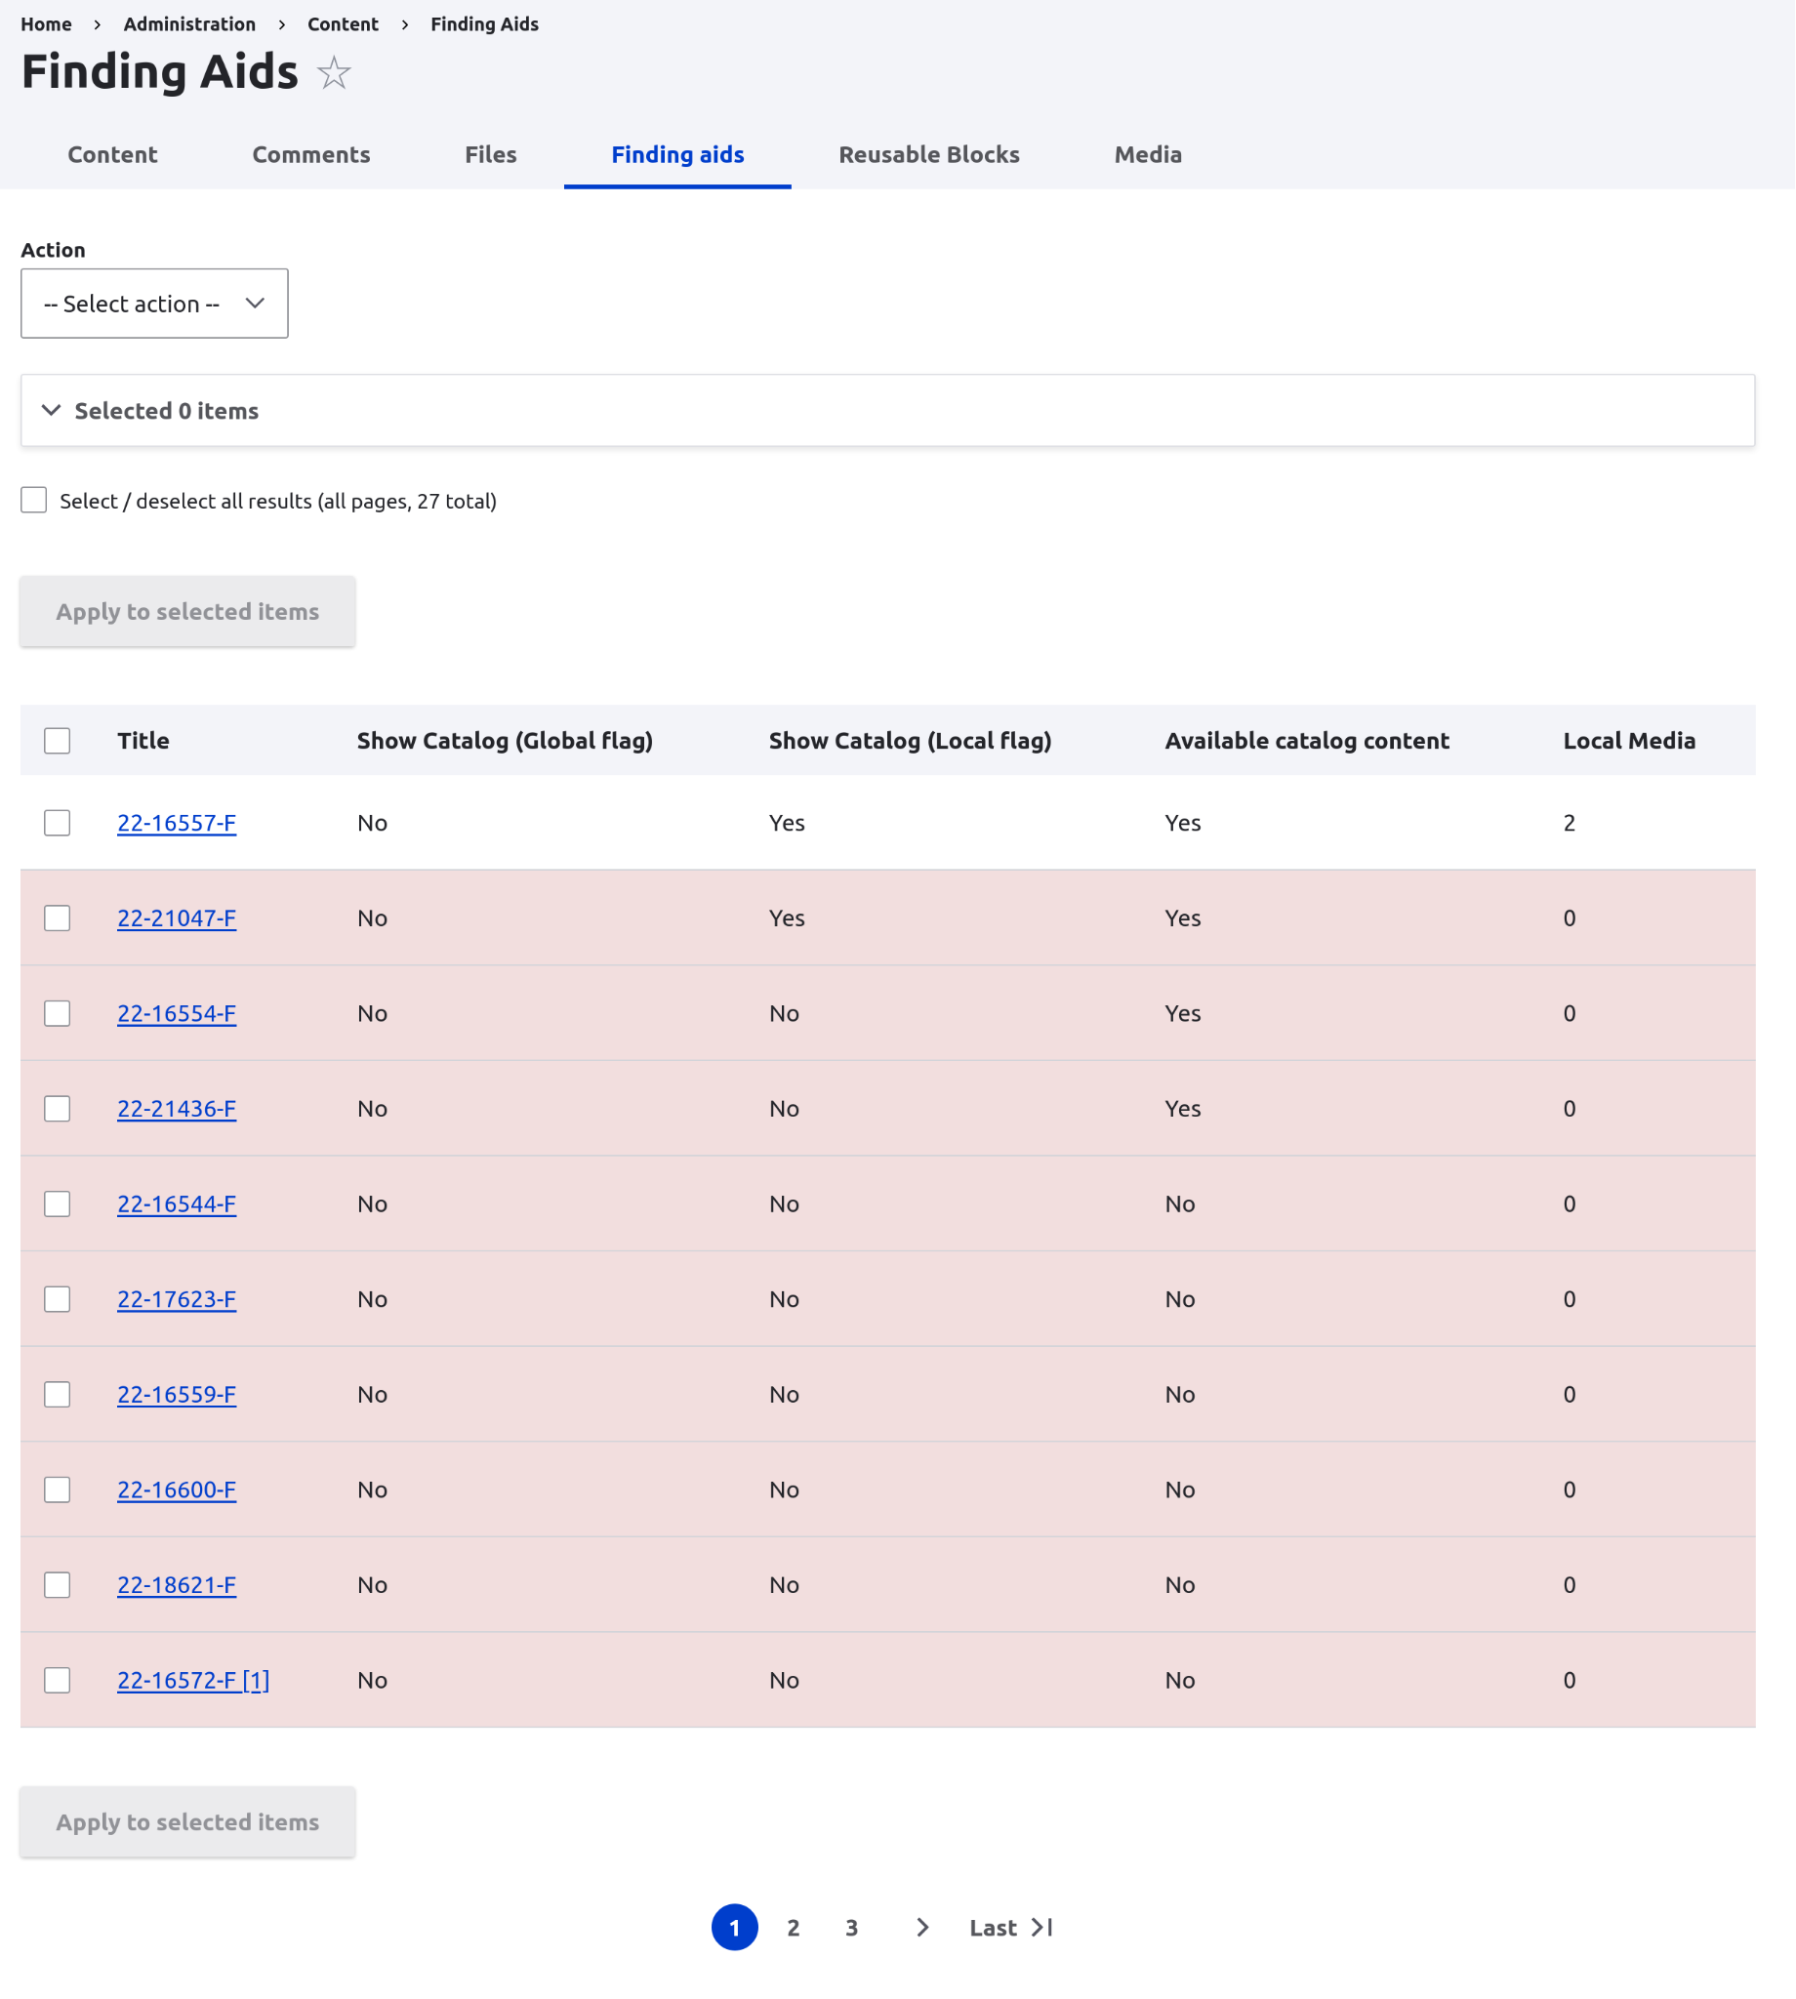 Home > Administration > Content > Finding Aids
Finding Aids
Content Comments Files Finding aids Reusable Blocks Media
Action
-- Select action --
Selected 0 items
Select / deselect all results (all pages, 27 total)
Apply to selected items
Title Show Catalog (Global flag) Show Catalog (Local flag) Available catalog content Local Media
22-16557-F No Yes Yes 2
22-21047-F No Yes Yes 0
22-16554-F No No Yes 0
22-21436-F No No Yes 0
22-16544-F No No No 0
22-17623-F No No No 0
22-16559-F No No No 0
22-16600-F No No No 0
22-18621-F No No No 0
22-16572-F [1] No No No 0
Apply to selected items
1 2 3 > Last >|